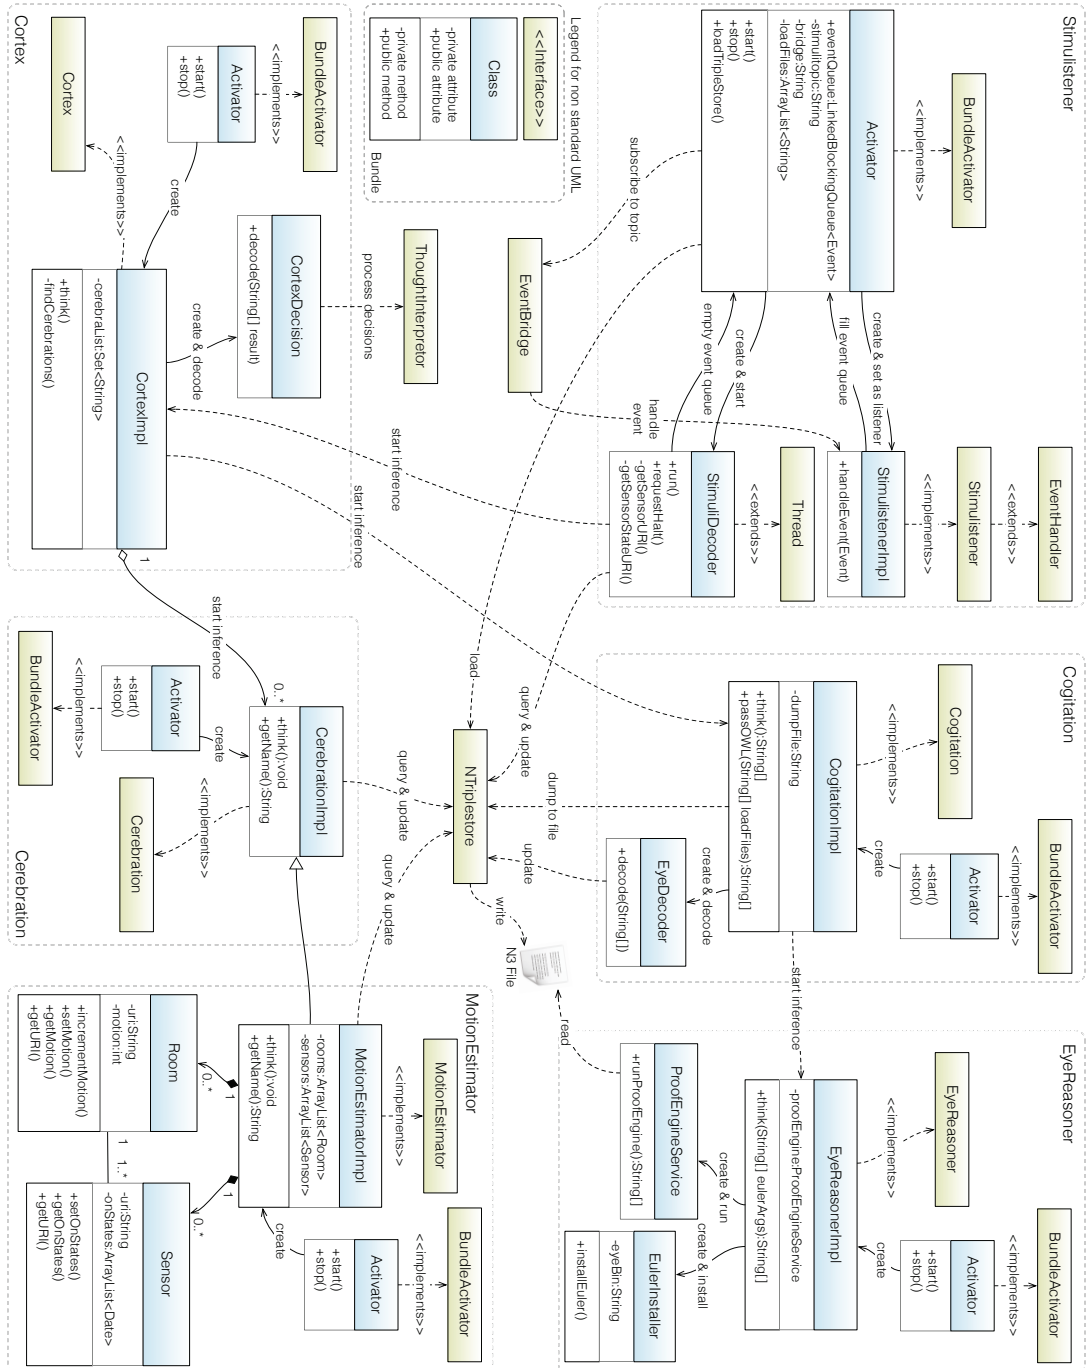 Stimulistener
<<Interface>>
Class
-private attribute
+public attribute
-private method
+public method
Bundle
Legend for non standard UML
BundleActivator
<<implements>>
Activator
+eventQueue:LinkedBlockingQueue<Event>
-stimulitopic:String
-bridge:String
-loadFiles:ArrayList<String>
+start()
+stop()
+loadTripleStore()
create & set as listener
fill event queue
create & start
empty event queue
EventHandler
<<extends>>
Stimulistener
<<implements>>
StimulistenerImpl
+handleEvent(Event)
Thread
<<extends>>
StimuliDecoder
+run()
+requestHalt()
-getSensorURI()
-getSensorStateURI()
subscribe to topic
EventBridge
handle
event
load
query & update
start inference
Cortex
BundleActivator
<<implements>>
Activator
+start()
+stop()
create
Cortex
<<implements>>
ThoughtInterpretor
process decisions
CortexDecision
+decode(String[] result)
create & decode
CortexImpl
-cerebraList:Set<String>
+think()
-findCerebrations()
start inference
1
start inference
0..*
Cogitation
Cogitation
<<implements>>
CogitationImpl
-dumpFile:String
+think():String[]
+passOWL(String[] loadFiles):String[]
BundleActivator
<<implements>>
Activator
+start()
+stop()
create
create & decode
EyeDecoder
+decode(String[])
dump to file
update
NTriplestore
write
N3 File
read
start inference
Cerebration
CerebrationImpl
+think():void
+getName():String
Activator
+start()
+stop()
create
<<implements>>
BundleActivator
<<implements>>
Cerebration
query & update
query & update
EyeReasoner
EyeReasoner
<<implements>>
EyeReasonerImpl
-proofEngine:ProofEngineService
+think(String[] eulerArgs):String[]
BundleActivator
<<implements>>
Activator
+start()
+stop()
create
create & run
create & install
ProofEngineService
+runProofEngine():String[]
EulerInstaller
-eyeBin:String
+installEuler()
MotionEstimator
MotionEstimator
<<implements>>
MotionEstimatorImpl
-rooms:ArrayList<Room>
-sensors:ArrayList<Sensor>
+think():void
+getName():String
BundleActivator
<<implements>>
Activator
+start()
+stop()
create
1
0..*
1
0..*
Room
-uri:String
-motion:int
+incrementMotion()
+setMotion()
+getMotion()
+getURI()
1
1..*
Sensor
-uri:String
-onStates:ArrayList<Date>
+setOnStates()
+getOnStates()
+getURI()